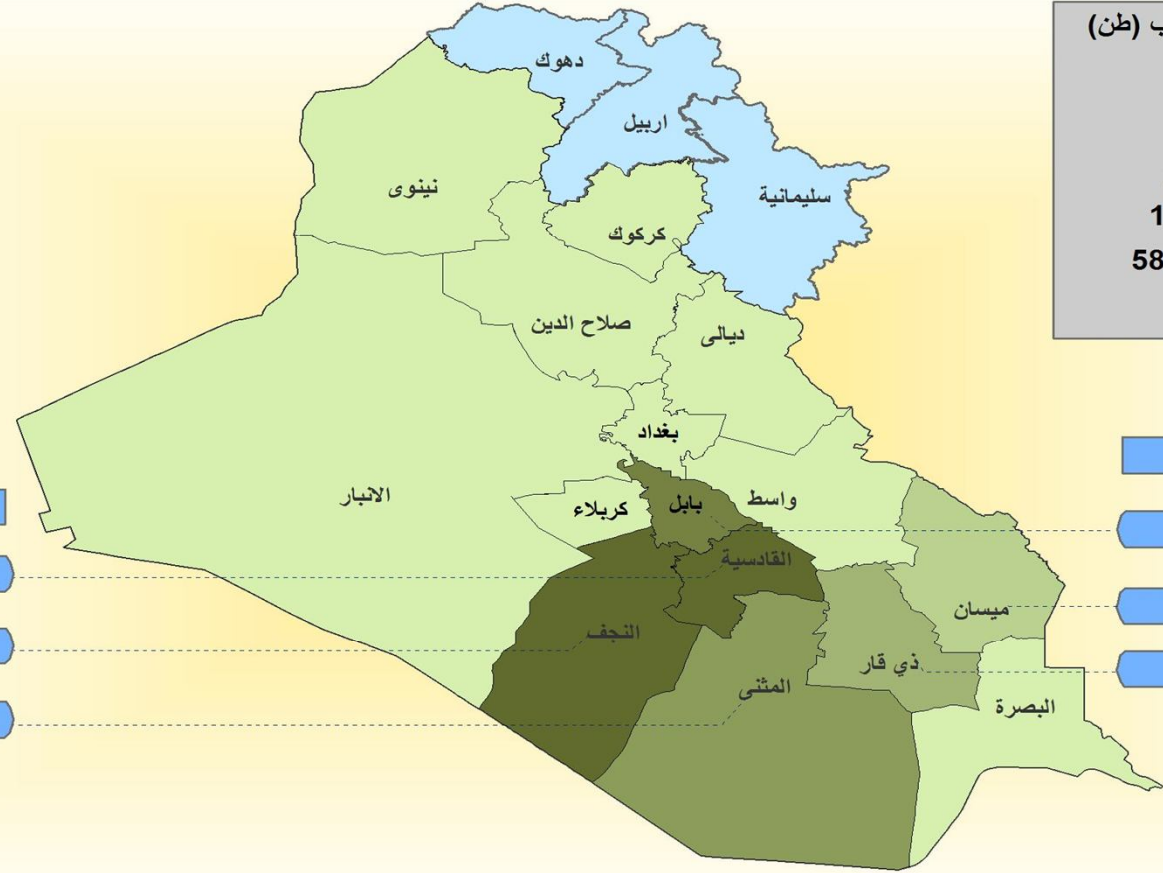 (طن)
دهوك
اربيل
سليمانية
نينوى
كركوك
1
58
صلاح الدين
ديالى
بغداد
الانبار
كربلاء
بابل
واسط
القادسية
ميسان
النجف
ذي قار
المثنى
البصرة